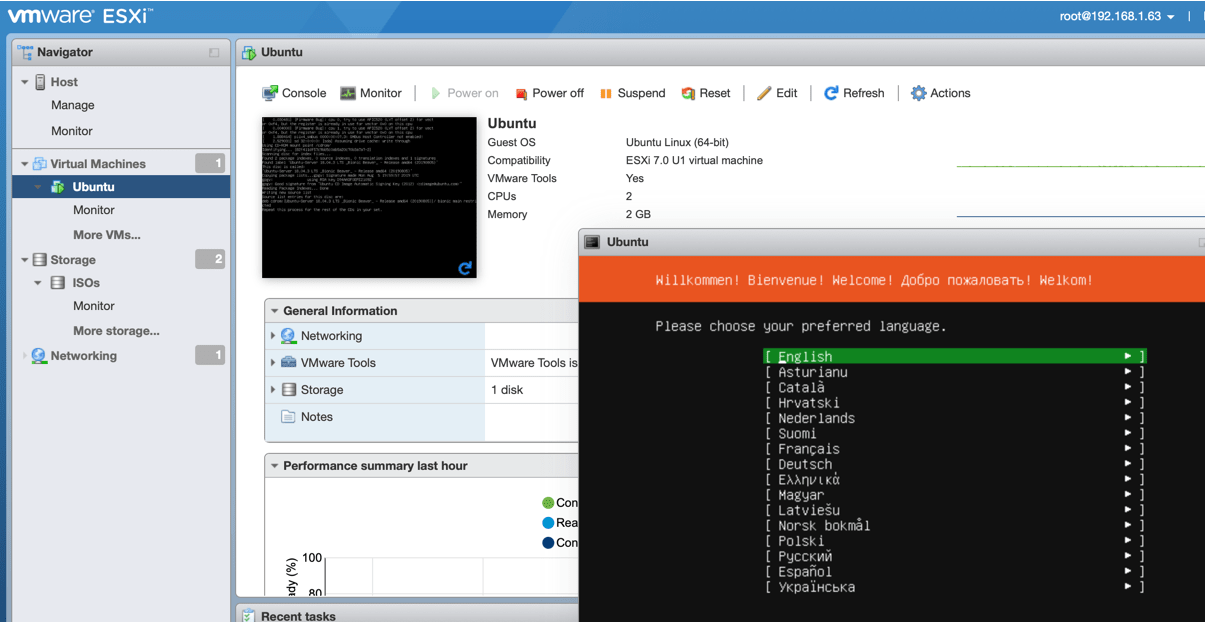 vmware ESXi™
root@192.168.1.63
Navigator
Host
Manage
Monitor
Virtual Machines 1
Ubuntu
Monitor
More VMs...
Storage 2
ISOs
Monitor
More storage...
Networking 1
Ubuntu
Console Monitor Power on Power off Suspend Reset Edit Refresh Actions
Ubuntu
Guest OS Ubuntu Linux (64-bit)
Compatibility ESXi 7.0 U1 virtual machine
VMware Tools Yes
CPUs 2
Memory 2 GB
General Information
Networking
VMware Tools VMware Tools is
Storage 1 disk
Notes
Performance summary last hour
Con
Rea
Con
100
80
ady (%)
Recent tasks
Ubuntu
Willkommen! Bienvenue! Welcome! Добро пожаловать! Welkom!
Please choose your preferred language.
[ English ► ]
[ Asturianu ► ]
[ Català ► ]
[ Hrvatski ► ]
[ Nederlands ► ]
[ Suomi ► ]
[ Français ► ]
[ Deutsch ► ]
[ Ελληνικά ► ]
[ Magyar ► ]
[ Latviešu ► ]
[ Norsk bokmål ► ]
[ Polski ► ]
[ Русский ► ]
[ Español ► ]
[ Українська ► ]